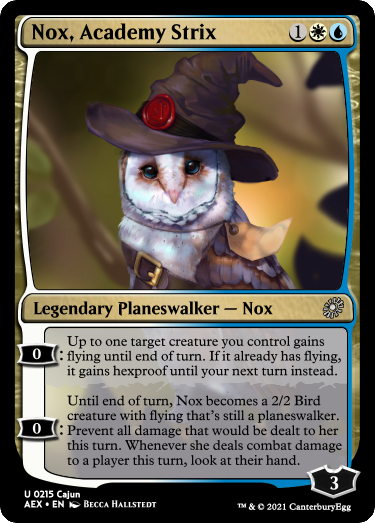 Nox, Academy Strix 1
Legendary Planeswalker — Nox
0: Up to one target creature you control gains
flying until end of turn. If it already has flying,
it gains hexproof until your next turn instead.
0: Until end of turn, Nox becomes a 2/2 Bird
creature with flying that's still a planeswalker.
Prevent all damage that would be dealt to her
this turn. Whenever she deals combat damage
to a player this turn, look at their hand.
3
U 0215 Cajun
AEX • EN Becca Hallstedt
™ & © 2021 CanterburyEgg